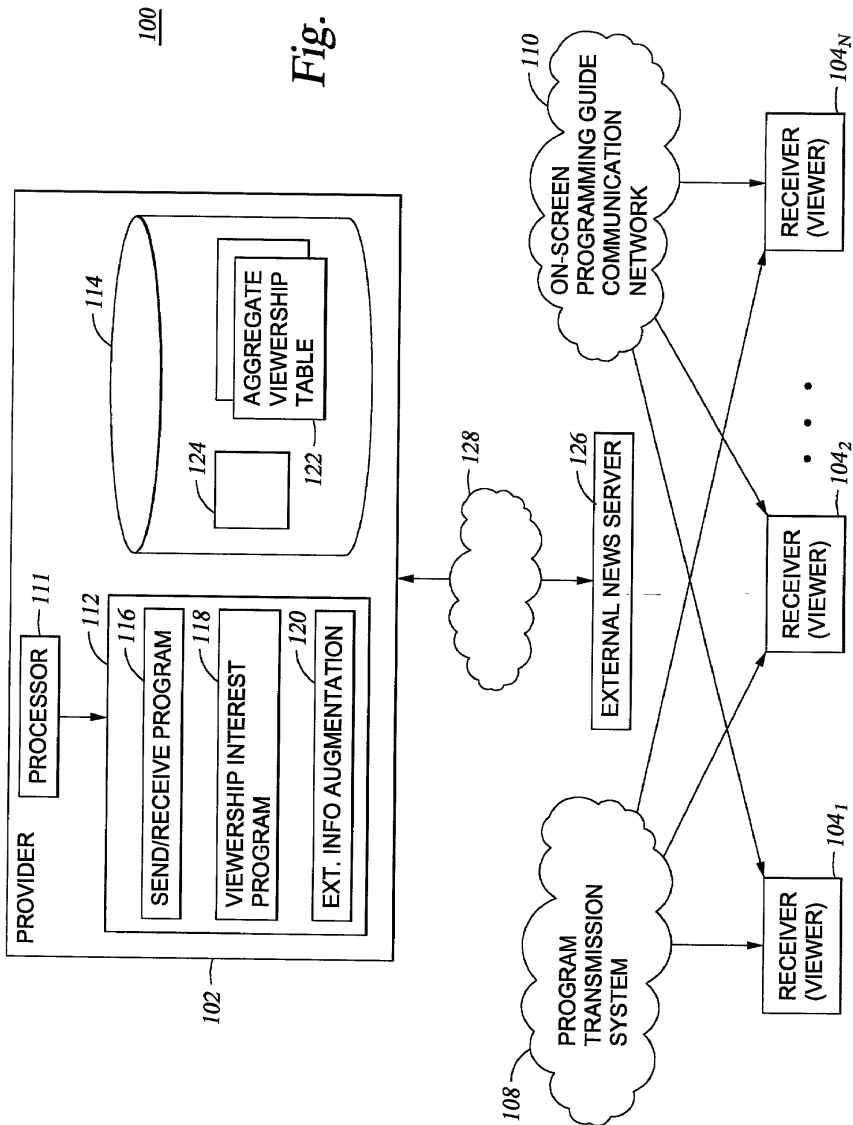 100
Fig.
PROVIDER
PROCESSOR
111
112
SEND/RECEIVE PROGRAM
116
VIEWERSHIP INTEREST
PROGRAM
118
EXT. INFO AUGMENTATION
120
102
114
124
AGGREGATE
VIEWERSHIP
TABLE
122
128
EXTERNAL NEWS SERVER
126
PROGRAM
TRANSMISSION
SYSTEM
108
ON-SCREEN
PROGRAMMING GUIDE
COMMUNICATION
NETWORK
110
RECEIVER
(VIEWER)
104₁
RECEIVER
(VIEWER)
104₂
• • •
RECEIVER
(VIEWER)
104N